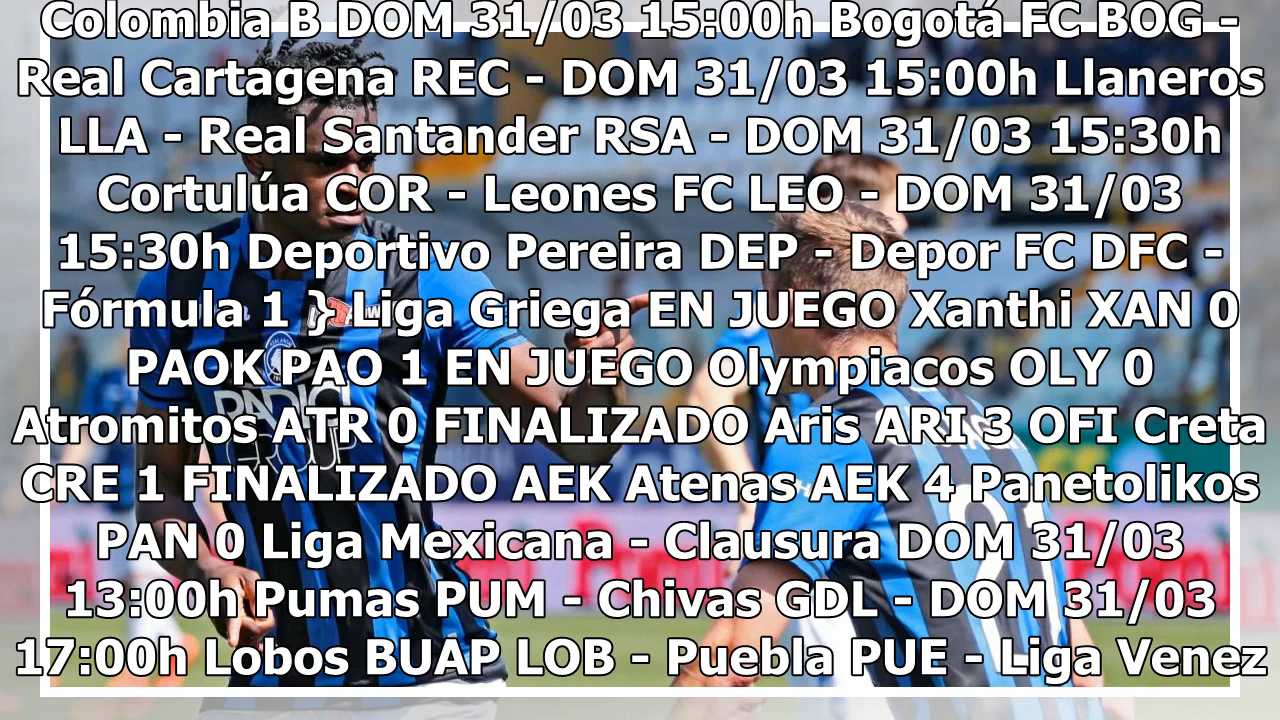 Colombia B DOM 31/03 15:00h Bogotá FC BOG -
Real Cartagena REC - DOM 31/03 15:00h Llaneros
LLA - Real Santander RSA - DOM 31/03 15:30h
Cortulúa COR - Leones FC LEO - DOM 31/03
15:30h Deportivo Pereira DEP - Depor FC DFC -
Fórmula 1 } Liga Griega EN JUEGO Xanthi XAN 0
PAOK PAO 1 EN JUEGO Olympiacos OLY 0
Atromitos ATR 0 FINALIZADO Aris ARI 3 OFI Creta
CRE 1 FINALIZADO AEK Atenas AEK 4 Panetolikos
PAN 0 Liga Mexicana - Clausura DOM 31/03
13:00h Pumas PUM - Chivas GDL - DOM 31/03
17:00h Lobos BUAP LOB - Puebla PUE - Liga Venez
RADICI
GROUP